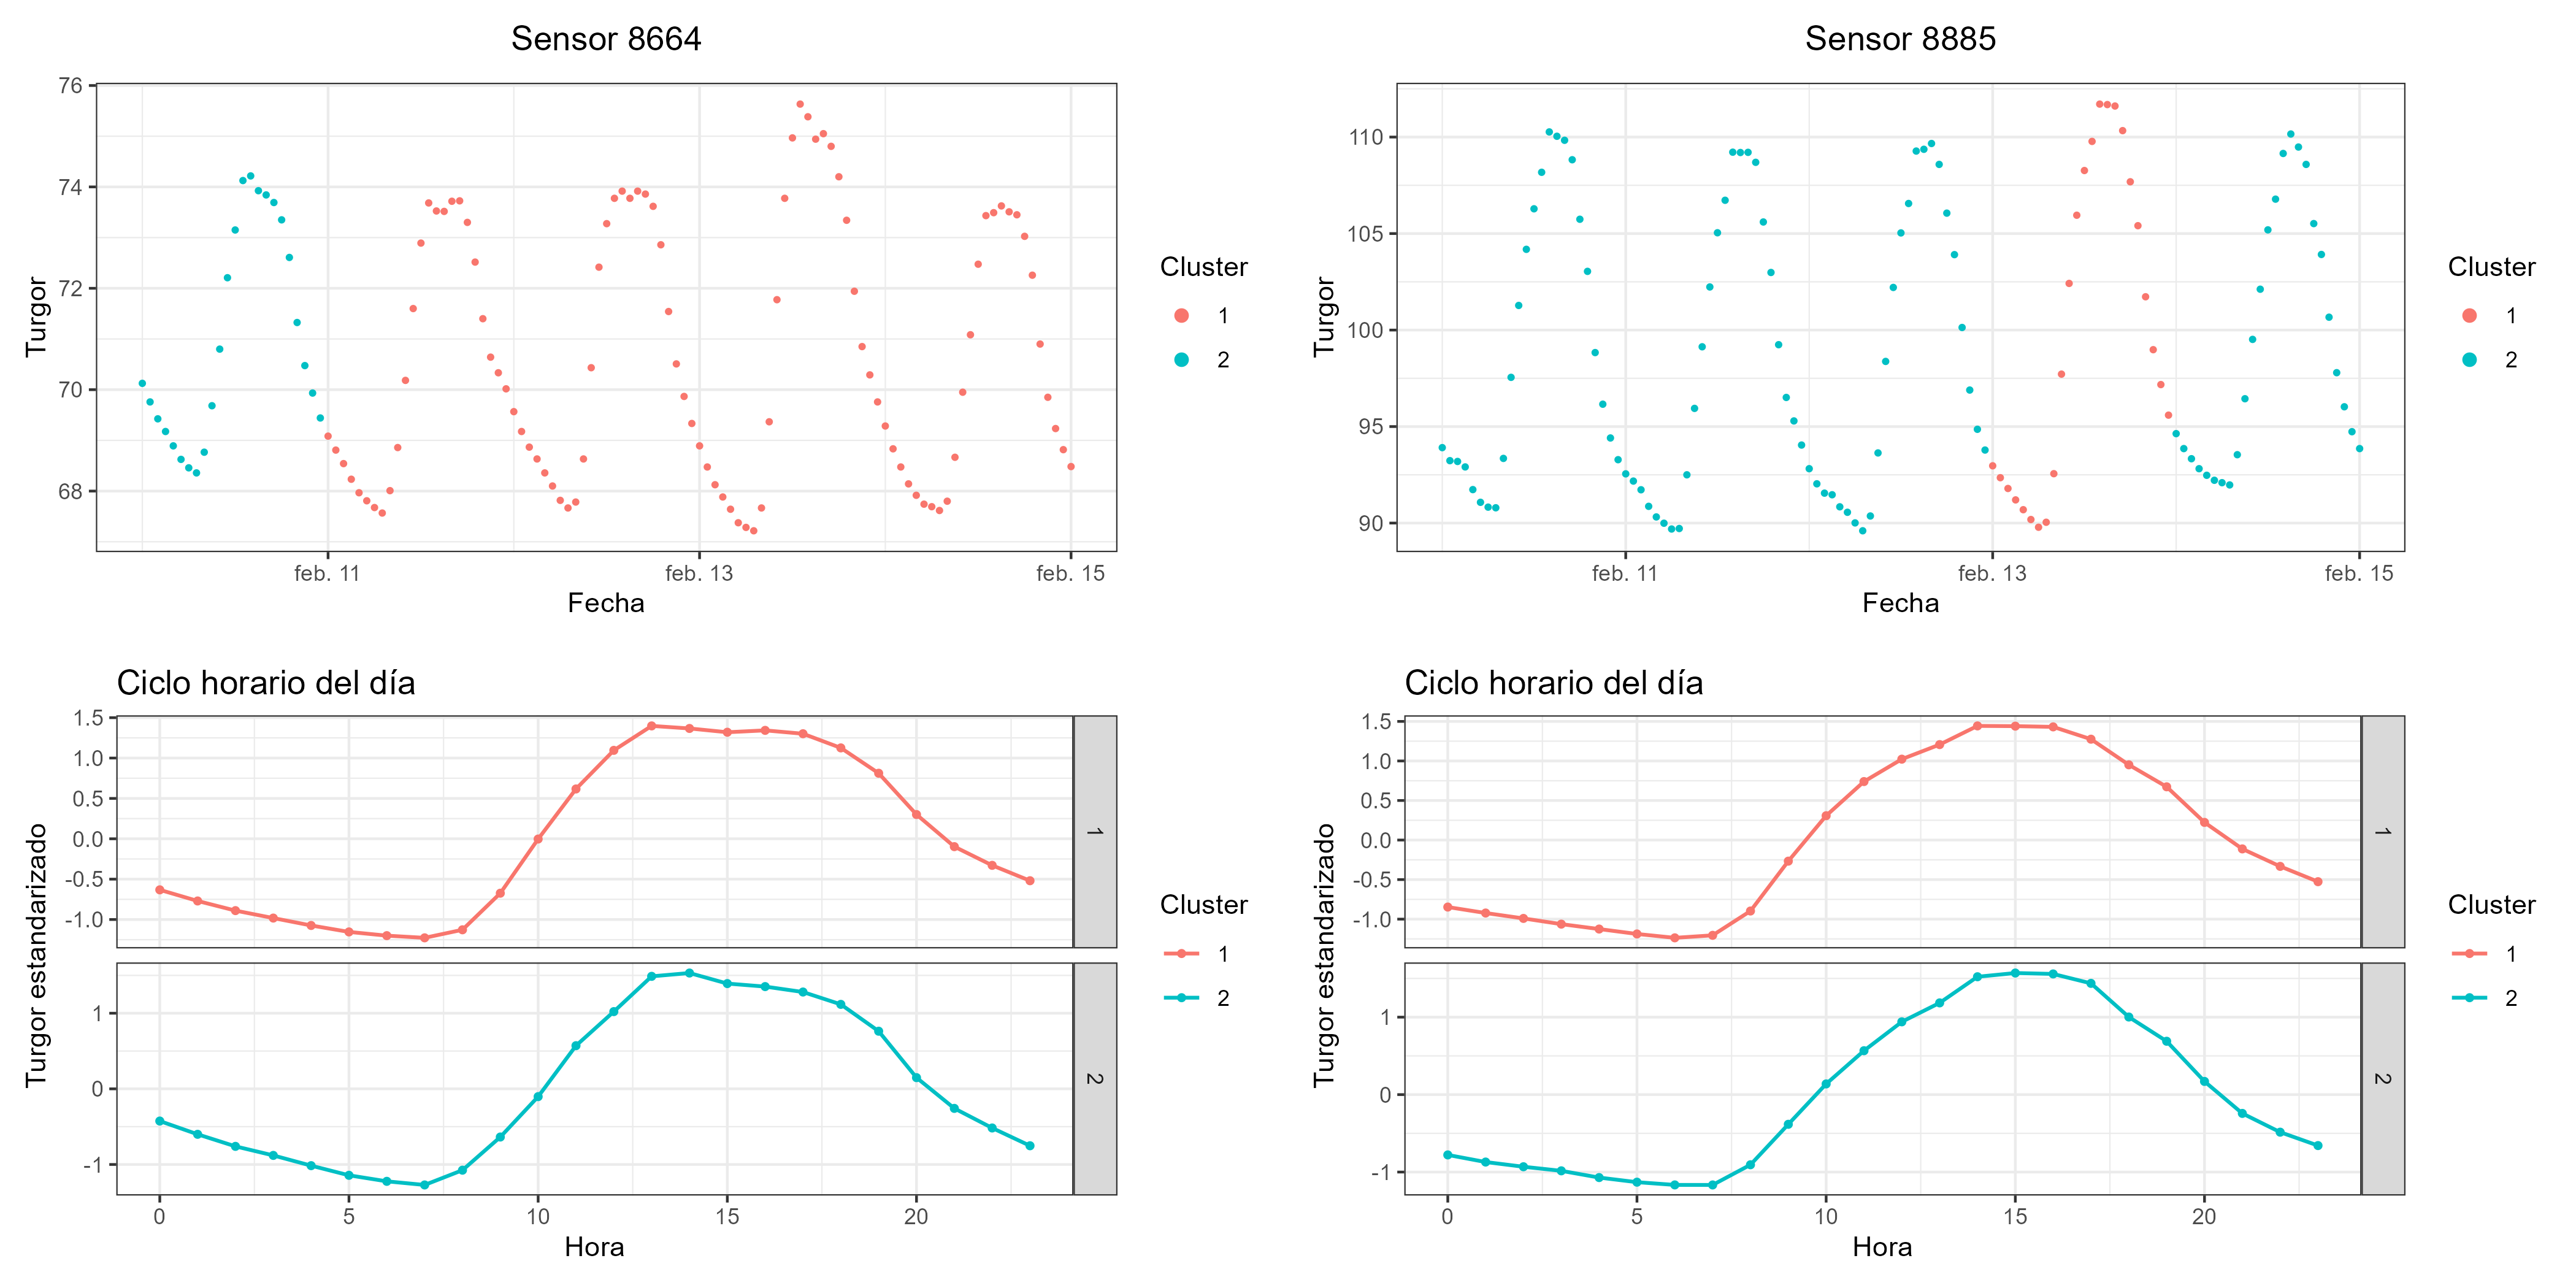 Sensor 8664
76
74
72
70
68
Turgor
feb. 11
feb. 13
feb. 15
Fecha
Cluster
1
2
Sensor 8885
110
105
100
95
90
Turgor
feb. 11
feb. 13
feb. 15
Fecha
Cluster
1
2
Ciclo horario del día
1.5
1.0
0.5
0.0
-0.5
-1.0
1
1
0
-1
2
Turgor estandarizado
0
5
10
15
20
Hora
Cluster
1
2
Ciclo horario del día
1.5
1.0
0.5
0.0
-0.5
-1.0
1
1
0
-1
2
Turgor estandarizado
0
5
10
15
20
Hora
Cluster
1
2